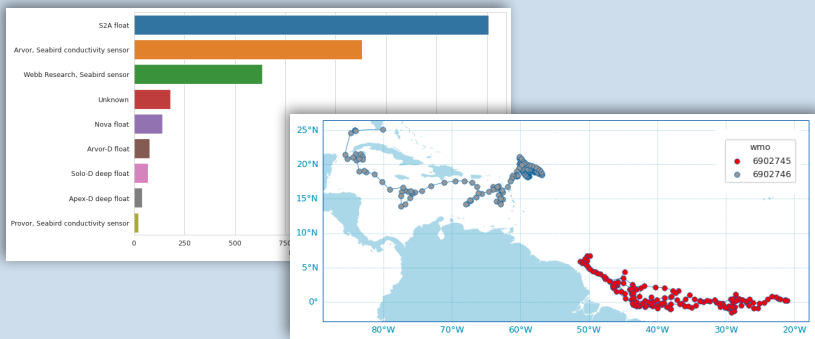 S2A float
Arvor, Seabird conductivity sensor
Webb Research, Seabird sensor
Unknown
Nova float
Arvor-D float
Solo-D deep float
Apex-D deep float
Provor, Seabird conductivity sensor
0 250 500
25°N
20°N
15°N
10°N
5°N
0°
80°W 70°W 60°W 50°W 40°W 30°W 20°W
wmo
6902745
6902746